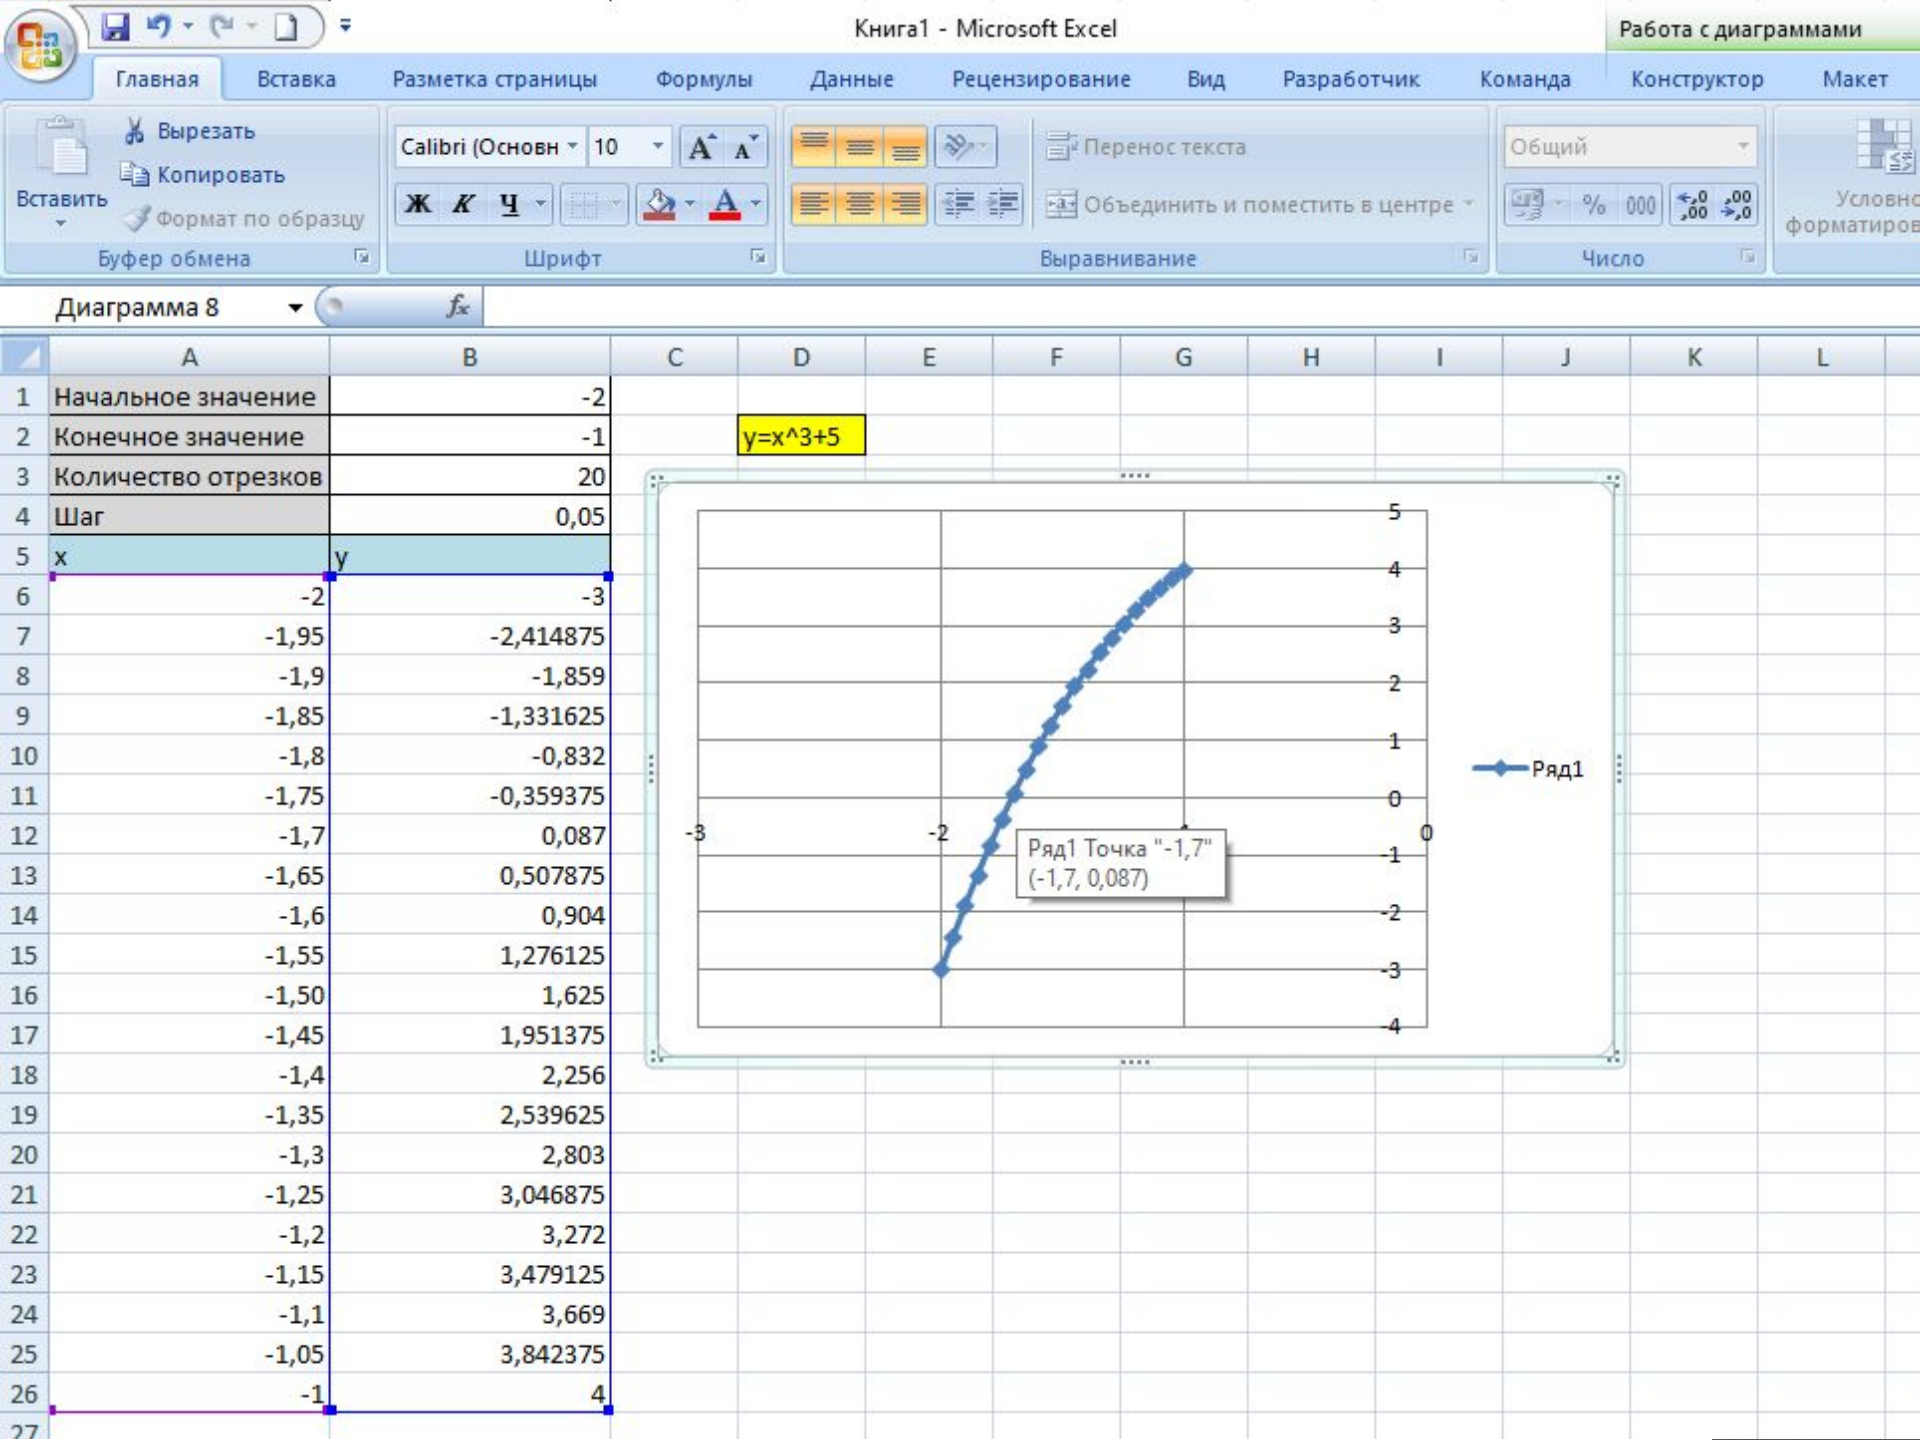 Книга1 - Microsoft Excel
Работа с диаграммами
Главная Вставка Разметка страницы Формулы Данные Рецензирование Вид Разработчик Команда Конструктор Макет
Вставить
Вырезать
Копировать
Формат по образцу
Буфер обмена
Calibri (Основн 10
Ж К Ч
Шрифт
Перенос текста
Объединить и поместить в центре
Выравнивание
Общий
% 000
Число
Условно
форматиров
Диаграмма 8
fx
A B C D E F G H I J K L
1 Начальное значение -2
2 Конечное значение -1 y=x^3+5
3 Количество отрезков 20
4 Шаг 0,05
5 x y
6 -2 -3
7 -1,95 -2,414875
8 -1,9 -1,859
9 -1,85 -1,331625
10 -1,8 -0,832
11 -1,75 -0,359375
12 -1,7 0,087
13 -1,65 0,507875
14 -1,6 0,904
15 -1,55 1,276125
16 -1,50 1,625
17 -1,45 1,951375
18 -1,4 2,256
19 -1,35 2,539625
20 -1,3 2,803
21 -1,25 3,046875
22 -1,2 3,272
23 -1,15 3,479125
24 -1,1 3,669
25 -1,05 3,842375
26 -1 4
27
5
4
3
2
1
0
-3 -2 0
-1
-2
-3
-4
Ряд1 Точка "-1,7"
(-1,7, 0,087)
Ряд1